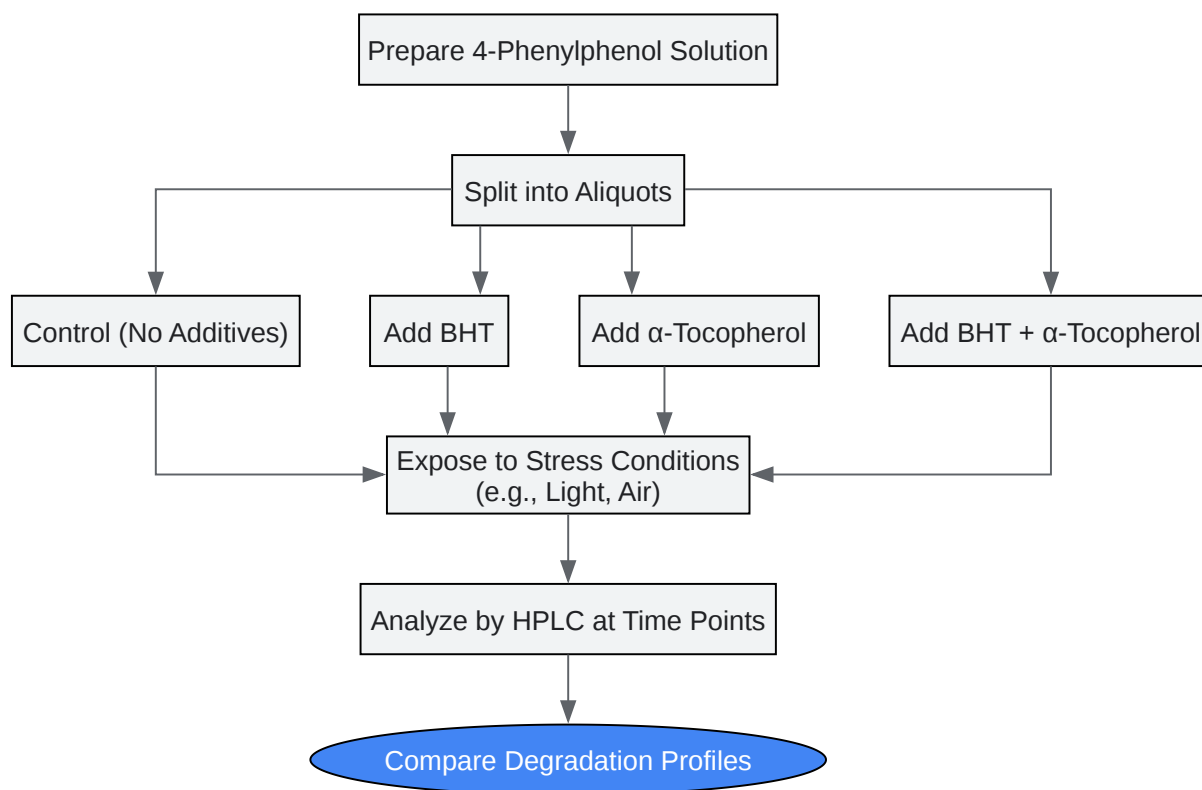 Prepare 4-Phenylphenol Solution
Split into Aliquots
Control (No Additives)
Add BHT
Add α-Tocopherol
Add BHT + α-Tocopherol
Expose to Stress Conditions
(e.g., Light, Air)
Analyze by HPLC at Time Points
Compare Degradation Profiles